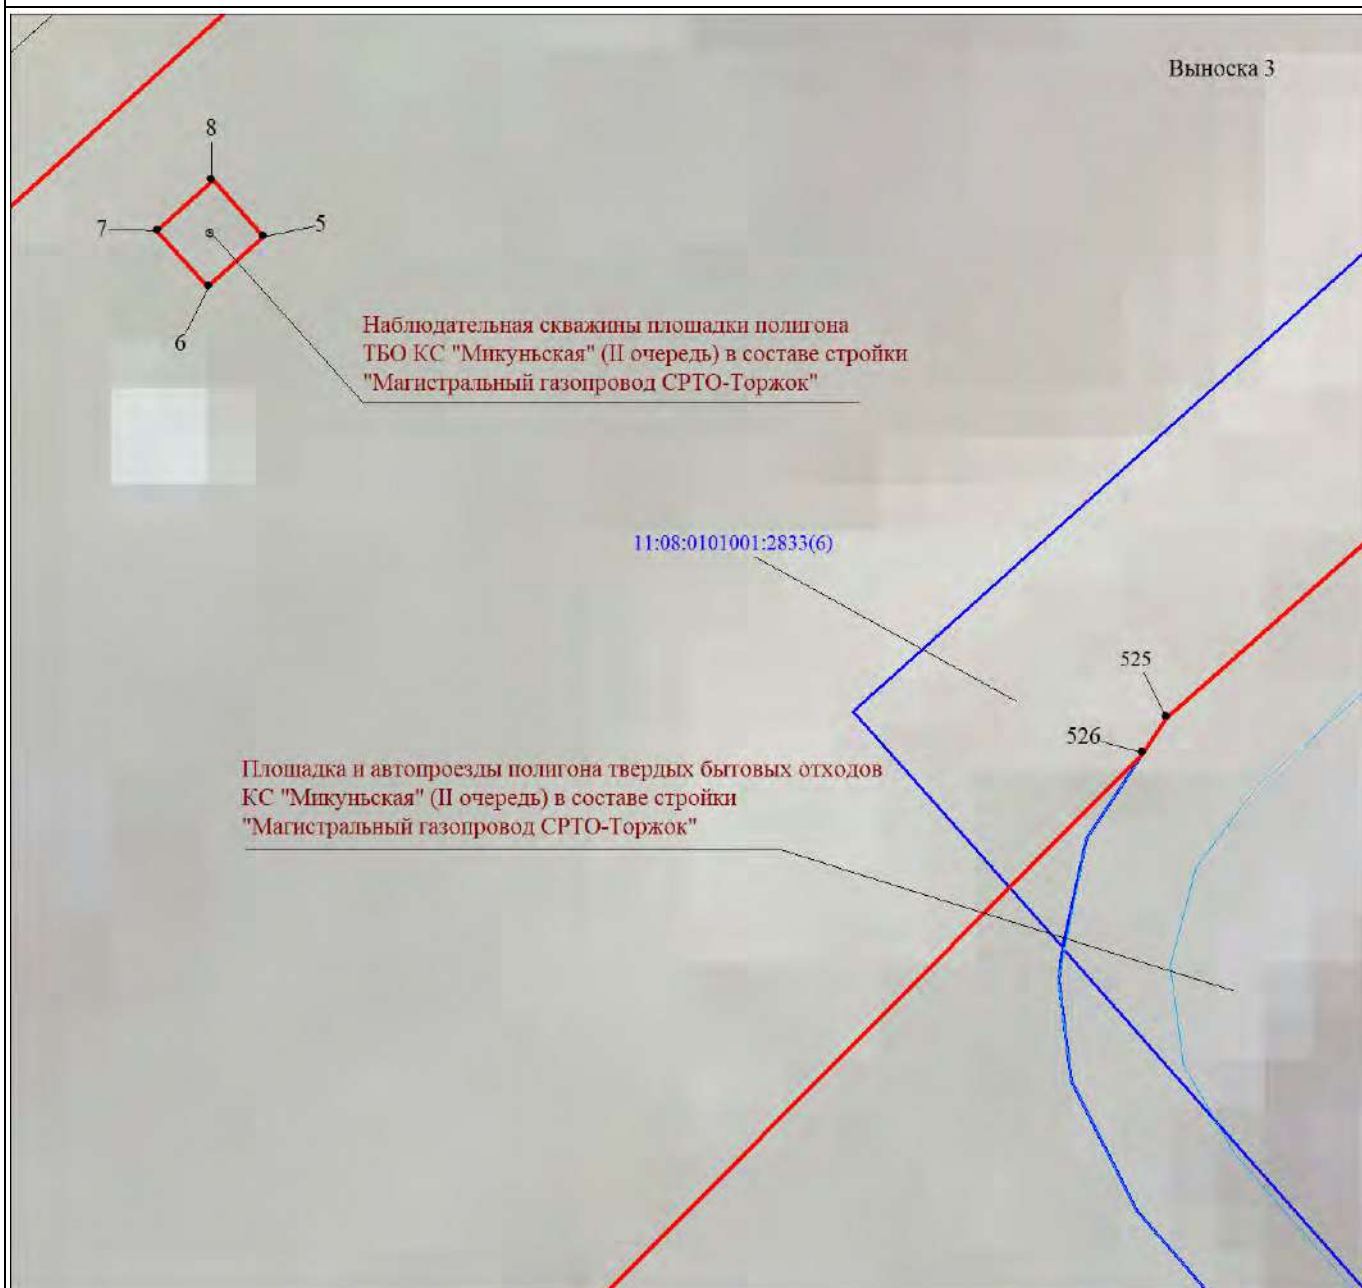 Выноска 3
8
7
5
6
Наблюдательная скважины площадки полигона
ТБО КС "Микуньская" (II очередь) в составе стройки
"Магистральный газопровод СРТО-Торжок"
11:08:0101001:2833(6)
525
526
Площадка и автопроезды полигона твердых бытовых отходов
КС "Микуньская" (II очередь) в составе стройки
"Магистральный газопровод СРТО-Торжок"